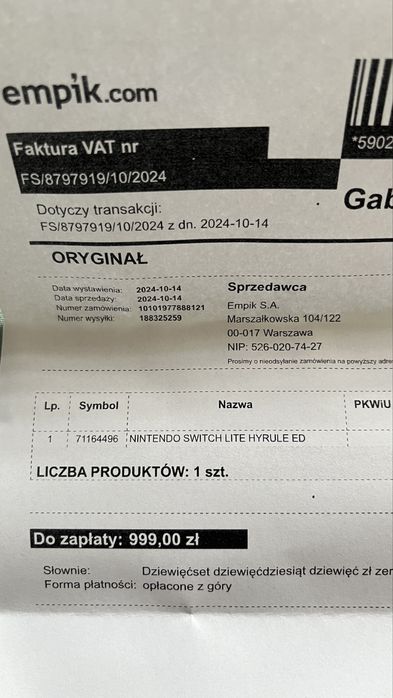 empik.com
*5902
Faktura VAT nr
FS/8797919/10/2024
Gab
Dotyczy transakcji:
FS/8797919/10/2024 z dn. 2024-10-14
ORYGINAŁ
Data wystawienia: 2024-10-14
Data sprzedaży: 2024-10-14
Numer zamówienia: 10101977888121
Numer wysyłki: 188325259
Sprzedawca
Empik S.A.
Marszałkowska 104/122
00-017 Warszawa
NIP: 526-020-74-27
Prosimy o nieodsyłanie zamówienia na powyższy adres
Lp. Symbol Nazwa PKWiU
1 71164496 NINTENDO SWITCH LITE HYRULE ED
LICZBA PRODUKTÓW: 1 szt.
Do zapłaty: 999,00 zł
Słownie: Dziewięćset dziewięćdziesiąt dziewięć zł zer
Forma płatności: opłacone z góry